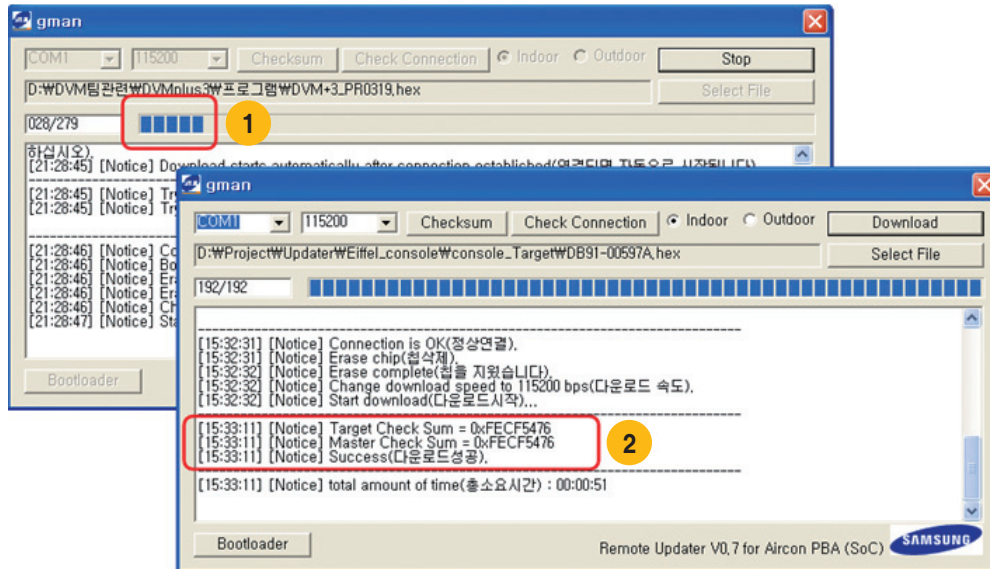 gman
COM1 115200 Checksum Check Connection Indoor Outdoor Stop
D:₩DVM팀관련₩DVMplus3₩프로그램₩DVM+3_PR0319.hex Select File
028/279 1
하십시오).
[21:28:45] [Notice] Download starts automatically after connection established(연결되면 자동으로 시작됩니다)
[21:28:45] [Notice]
[21:28:45] [Notice]
[21:28:46] [Notice]
[21:28:46] [Notice]
[21:28:46] [Notice]
[21:28:46] [Notice]
[21:28:46] [Notice]
[21:28:47] [Notice]
Bootloader
gman
COM1 115200 Checksum Check Connection Indoor Outdoor Download
D:₩Project₩Updater₩Eiffel_console₩console_Target₩DB91-00597A.hex Select File
192/192
[15:32:31] [Notice] Connection is OK(정상연결).
[15:32:31] [Notice] Erase chip(칩삭제).
[15:32:32] [Notice] Erase complete(칩을 지웠습니다).
[15:32:32] [Notice] Change download speed to 115200 bps(다운로드 속도).
[15:32:32] [Notice] Start download(다운로드시작)...
[15:33:11] [Notice] Target Check Sum = 0xFECF5476
[15:33:11] [Notice] Master Check Sum = 0xFECF5476
[15:33:11] [Notice] Success(다운로드성공).
2
[15:33:11] [Notice] total amount of time(총소요시간) : 00:00:51
Bootloader Remote Updater V0.7 for Aircon PBA (SoC) SAMSUNG